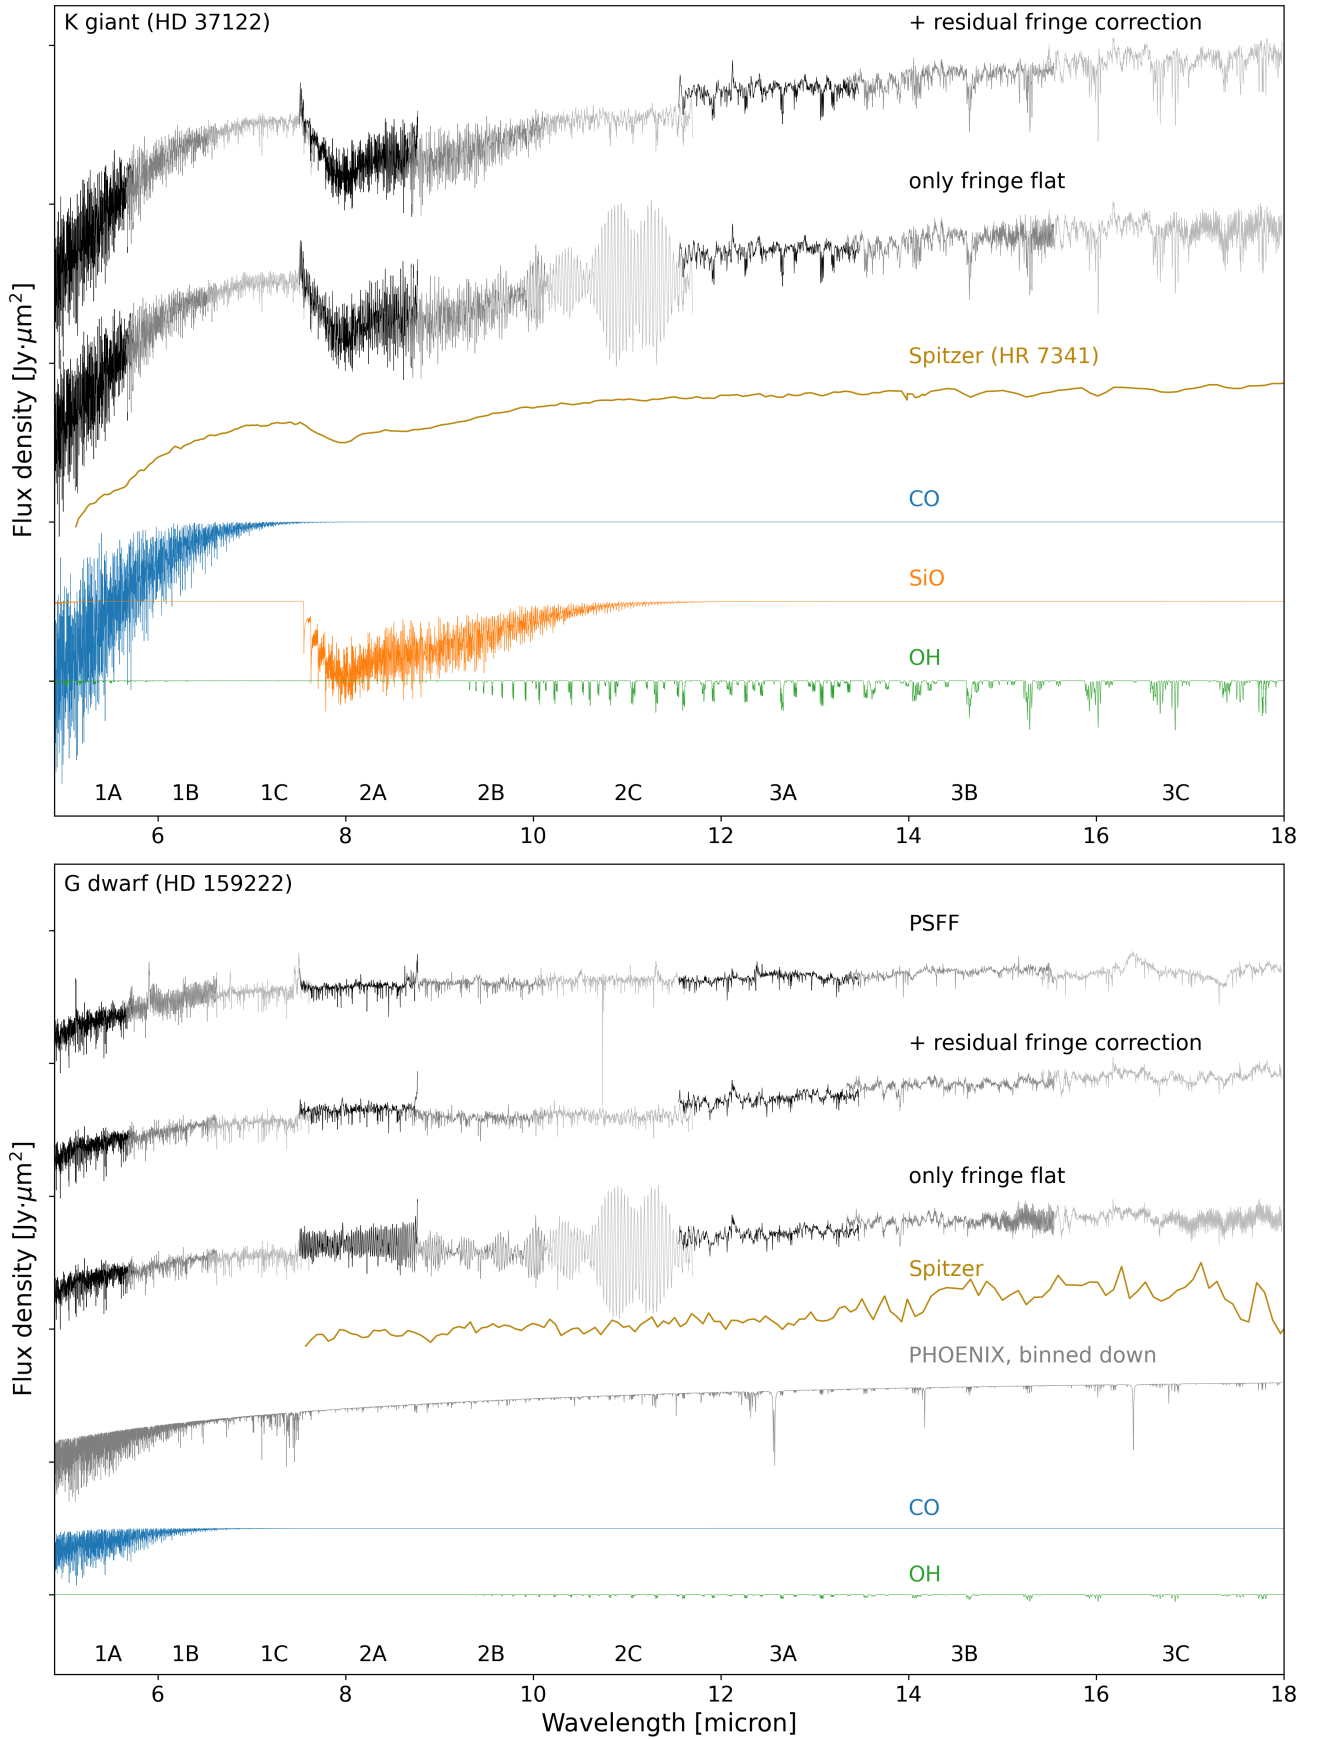 K giant (HD 37122)
+ residual fringe correction
only fringe flat
Spitzer (HR 7341)
CO
SiO
OH
1A 1B 1C 2A 2B 2C 3A 3B 3C
6 8 10 12 14 16 18
Flux density [Jy·μm²]
G dwarf (HD 159222)
PSFF
+ residual fringe correction
only fringe flat
Spitzer
PHOENIX, binned down
CO
OH
1A 1B 1C 2A 2B 2C 3A 3B 3C
6 8 10 12 14 16 18
Flux density [Jy·μm²]
Wavelength [micron]